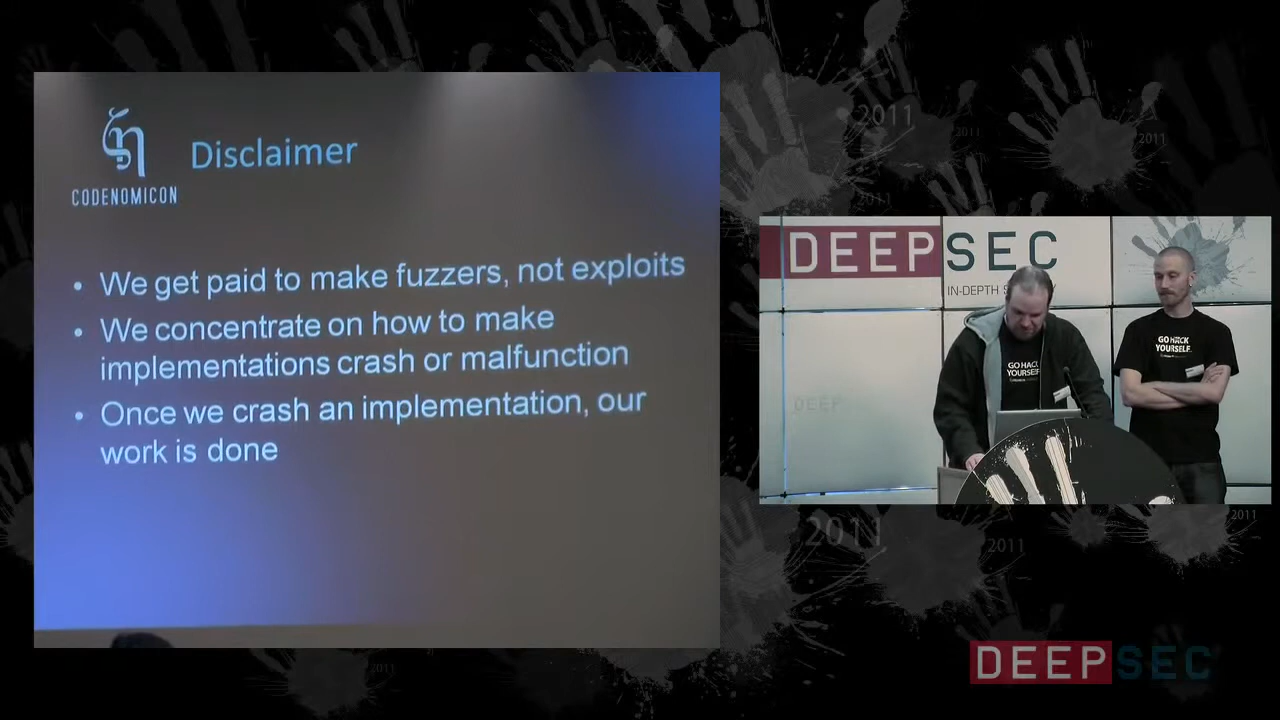 CODENOMICON
Disclaimer
• We get paid to make fuzzers, not exploits
• We concentrate on how to make
implementations crash or malfunction
• Once we crash an implementation, our
work is done
2011
2011
2011
2011
DEEPSEC
IN-DEPTH S
GO HACK
YOURSELF
GO HACK
YOURSELF
DEEP
2011
2011
2011
2011
DEEPSEC